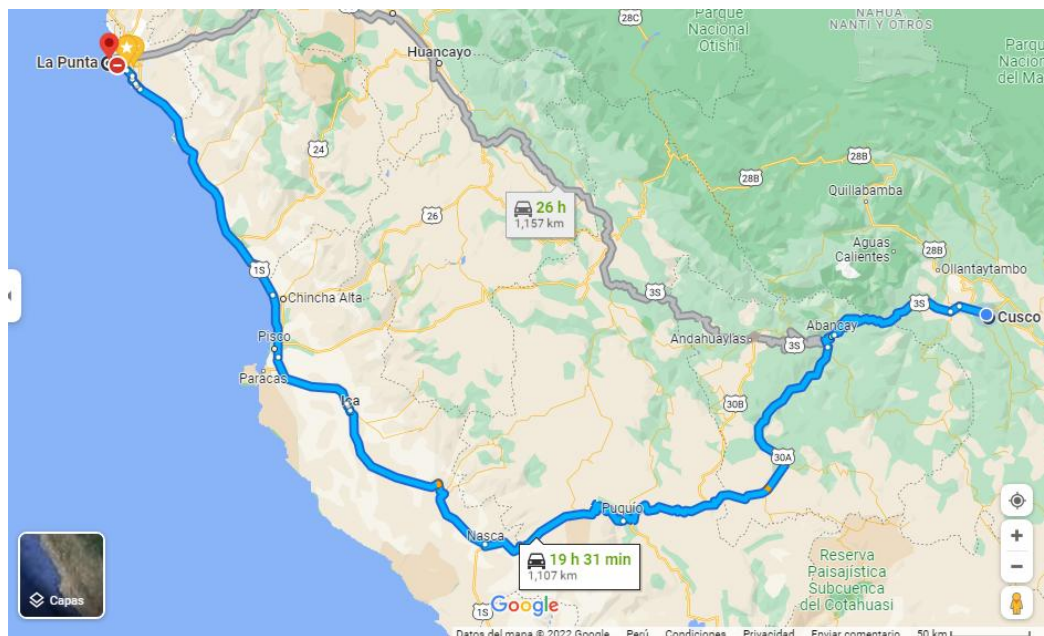 28C
Parque
Nacional
Otishi
NAHUA
NANTI Y OTROS
Parqu
Nacion
del Ma
La Punta
Huancayo
24
28B
28B
Quillabamba
26 h
1,157 km
26
Aguas
Calientes
28B
Ollantaytambo
1S
Chincha Alta
3S
3S
Cusco
Pisco
Andahuaylas
3S
Abancay
Paracas
Ica
30B
30A
Puquio
Nasca
19 h 31 min
1,107 km
Reserva
Paisajística
Subcuenca
del Cotahuasi
Capas
1S
Google
Datos del mapa © 2022 Google Perú Condiciones Privacidad Enviar comentario 50 km